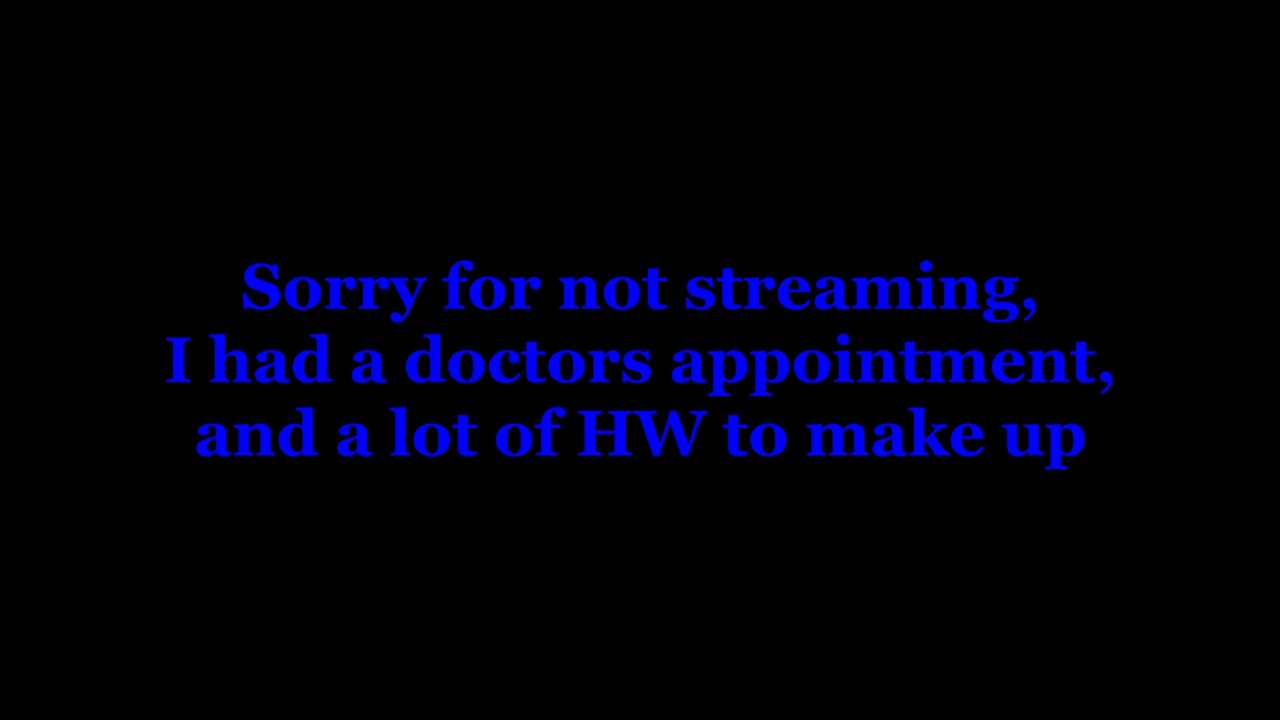 Sorry for not streaming,
I had a doctors appointment,
and a lot of HW to make up